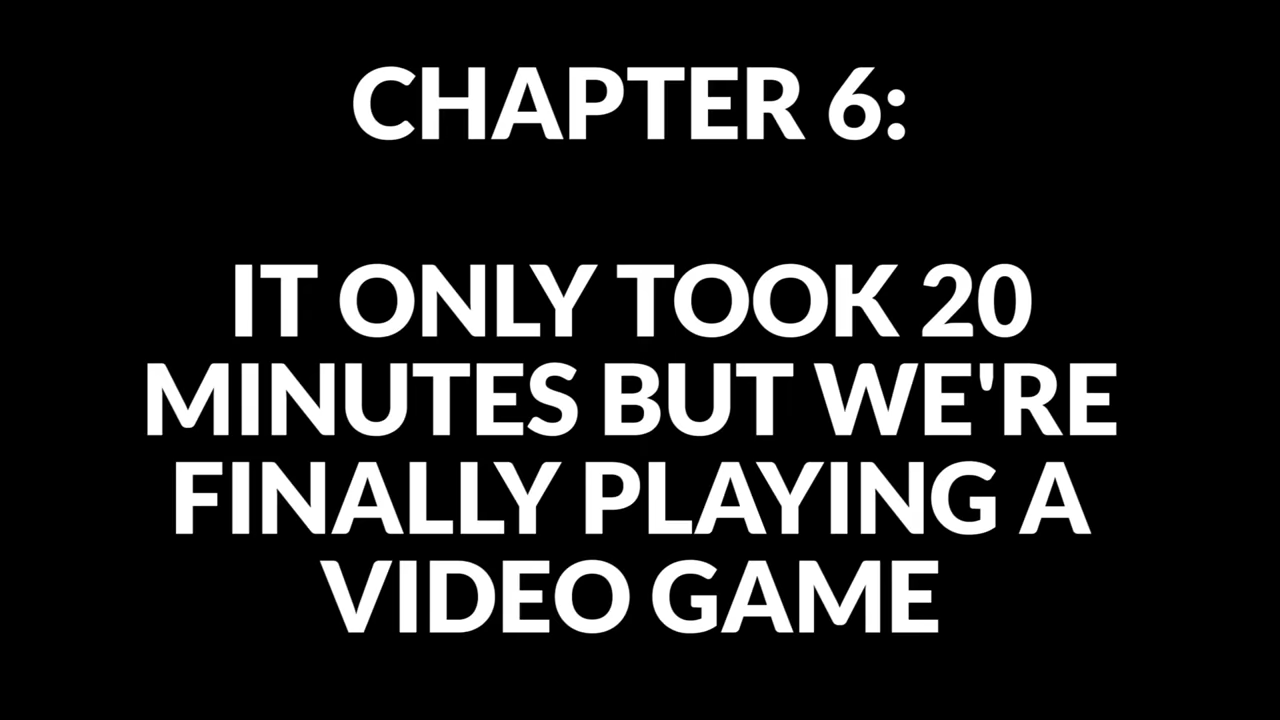 CHAPTER 6:
IT ONLY TOOK 20
MINUTES BUT WE'RE
FINALLY PLAYING A
VIDEO GAME